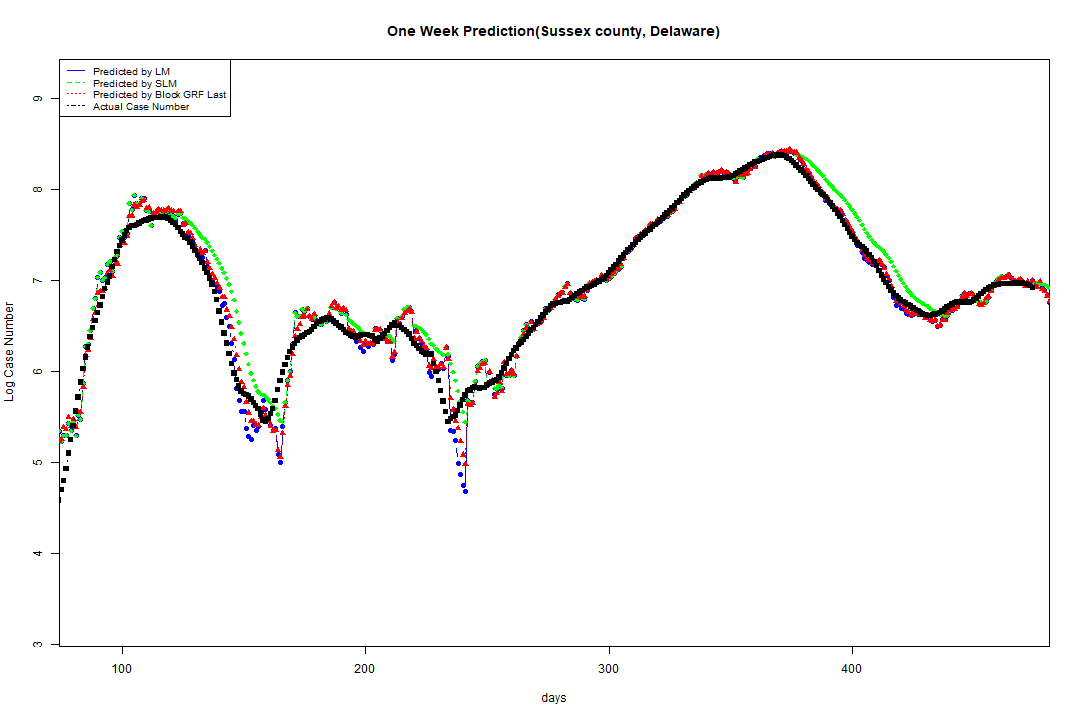 One Week Prediction(Sussex county, Delaware)
Predicted by LM
Predicted by SLM
Predicted by Block GRF Last
Actual Case Number
9
8
7
6
5
4
3
Log Case Number
100 200 300 400
days